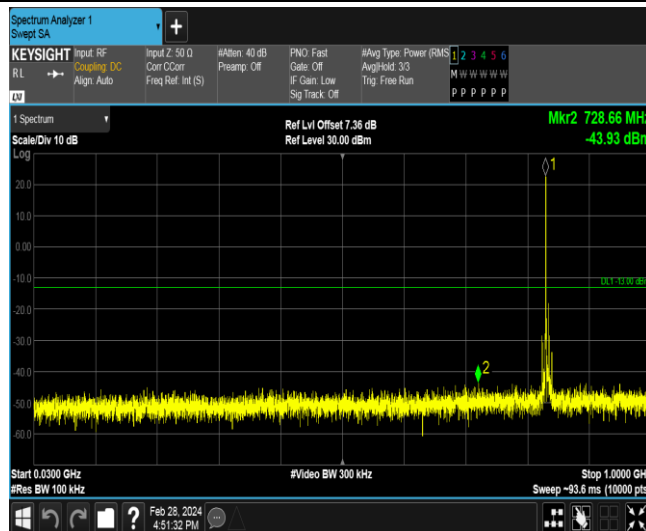 Spectrum Analyzer 1
Swept SA
+
KEYSIGHT Input: RF Input Z: 50 Ω #Atten: 40 dB PNO: Fast #Avg Type: Power (RMS 1 2 3 4 5 6
RL Coupling: DC Corr CCorr Preamp: Off Gate: Off Avg|Hold: 3/3 M W W W W W
Align: Auto Freq Ref: Int (S) IF Gain: Low Trig: Free Run
LXI Sig Track: Off P P P P P P
1 Spectrum Ref Lvl Offset 7.36 dB Mkr2 728.66 MHz
Scale/Div 10 dB Ref Level 30.00 dBm -43.93 dBm
Log
1
20.0
10.0
0.00
-10.0
DL1 -13.00 dBm
-20.0
-30.0
-40.0
2
-50.0
-60.0
Start 0.0300 GHz #Video BW 300 kHz Stop 1.0000 GH
#Res BW 100 kHz Sweep ~93.6 ms (10000 pts
? Feb 28, 2024
4:51:32 PM